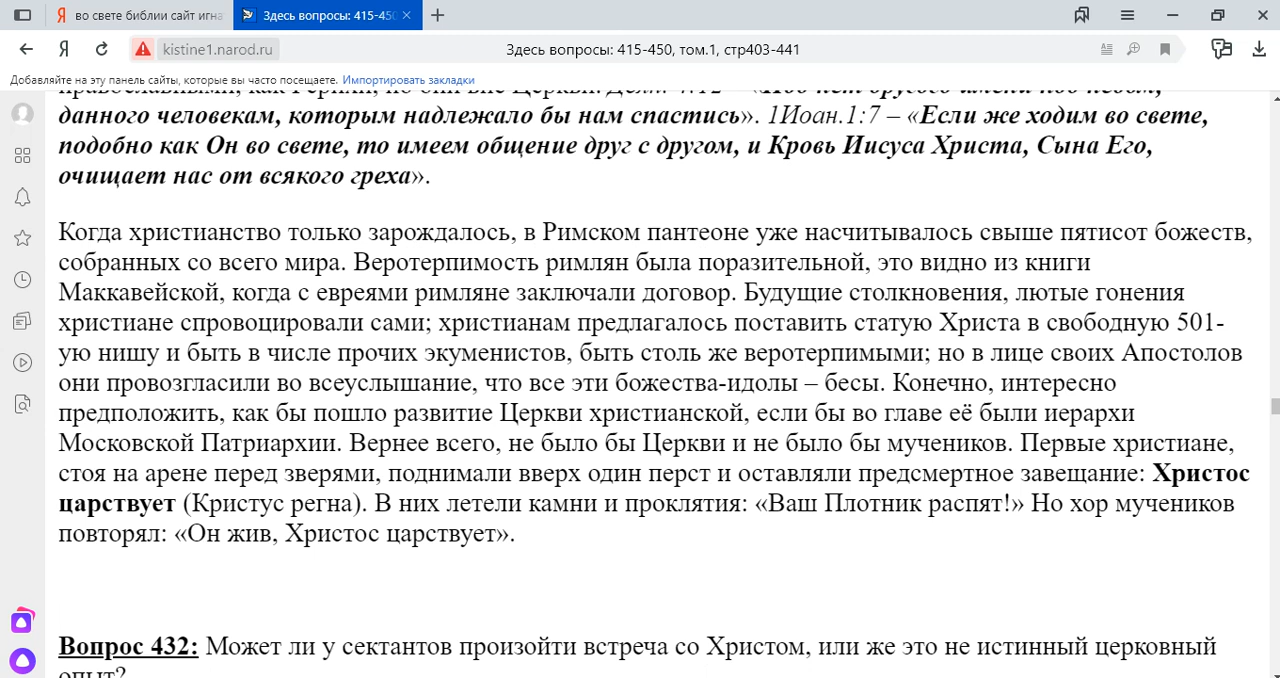 во свете библии сайт игна
Здесь вопросы: 415-450
kistine1.narod.ru
Здесь вопросы: 415-450, том.1, стр403-441
Добавляйте на эту панель сайты, которые вы часто посещаете. Импортировать закладки
данного человекам, которым надлежало бы нам спастись». 1Иоан.1:7 – «Если же ходим во свете,
подобно как Он во свете, то имеем общение друг с другом, и Кровь Иисуса Христа, Сына Его,
очищает нас от всякого греха».
Когда христианство только зарождалось, в Римском пантеоне уже насчитывалось свыше пятисот божеств,
собранных со всего мира. Веротерпимость римлян была поразительной, это видно из книги
Маккавейской, когда с евреями римляне заключали договор. Будущие столкновения, лютые гонения
христиане спровоцировали сами; христианам предлагалось поставить статую Христа в свободную 501-
ую нишу и быть в числе прочих экуменистов, быть столь же веротерпимыми; но в лице своих Апостолов
они провозгласили во всеуслышание, что все эти божества-идолы – бесы. Конечно, интересно
предположить, как бы пошло развитие Церкви христианской, если бы во главе её были иерархи
Московской Патриархии. Вернее всего, не было бы Церкви и не было бы мучеников. Первые христиане,
стоя на арене перед зверями, поднимали вверх один перст и оставляли предсмертное завещание: Христос
царствует (Кристус регна). В них летели камни и проклятия: «Ваш Плотник распят!» Но хор мучеников
повторял: «Он жив, Христос царствует».
Вопрос 432: Может ли у сектантов произойти встреча со Христом, или же это не истинный церковный
опыт?